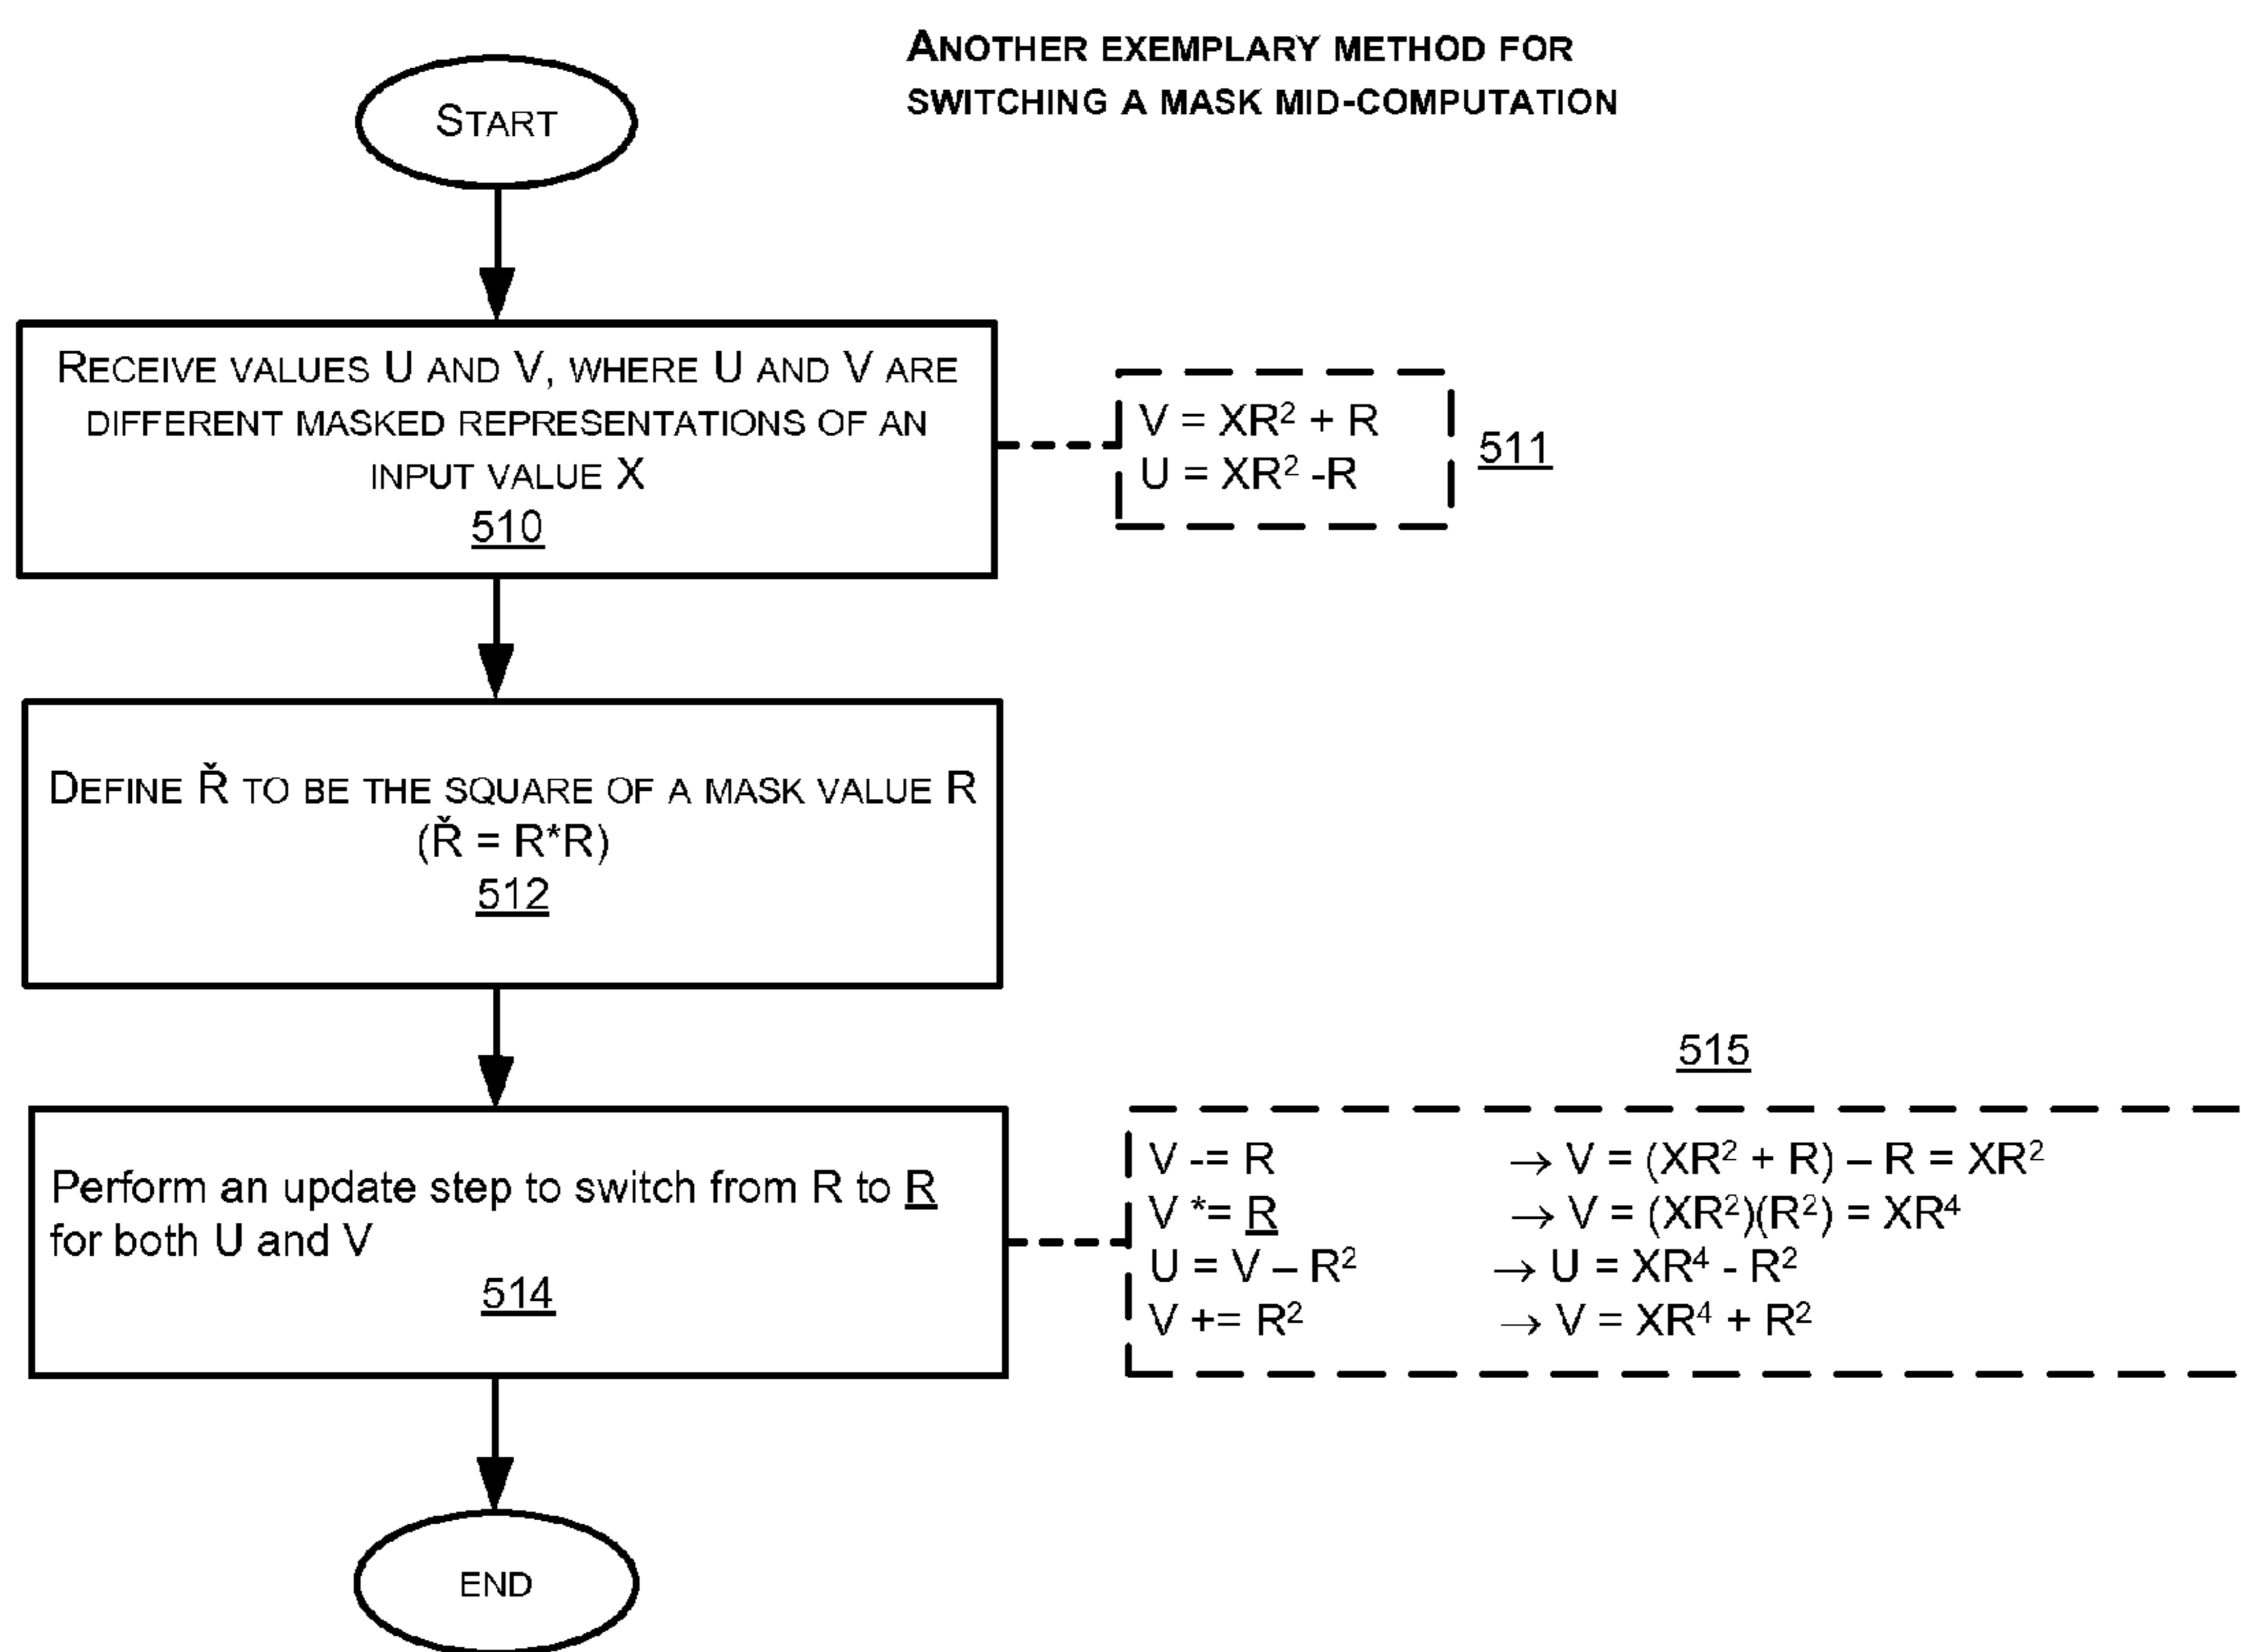 ANOTHER EXEMPLARY METHOD FOR
SWITCHING A MASK MID-COMPUTATION
START
RECEIVE VALUES U AND V, WHERE U AND V ARE
DIFFERENT MASKED REPRESENTATIONS OF AN
INPUT VALUE X
510
V = XR² + R
U = XR² -R
511
DEFINE Ř TO BE THE SQUARE OF A MASK VALUE R
(Ř = R*R)
512
Perform an update step to switch from R to R
for both U and V
514
515
V -= R → V = (XR² + R) – R = XR²
V *= R → V = (XR²)(R²) = XR⁴
U = V – R² → U = XR⁴ - R²
V += R² → V = XR⁴ + R²
END